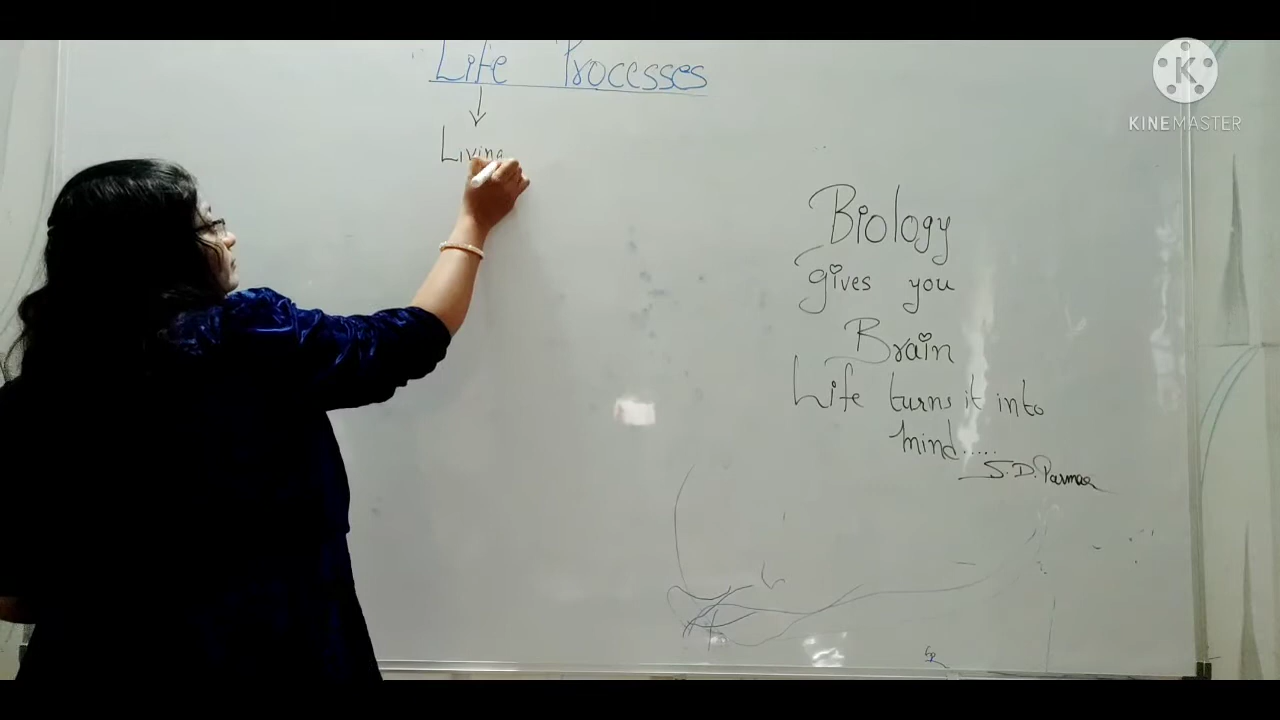 Life Processes
Living
Biology
gives you
Brain
Life turns it into
mind.....
S.D. Parmar
K
KINEMASTER